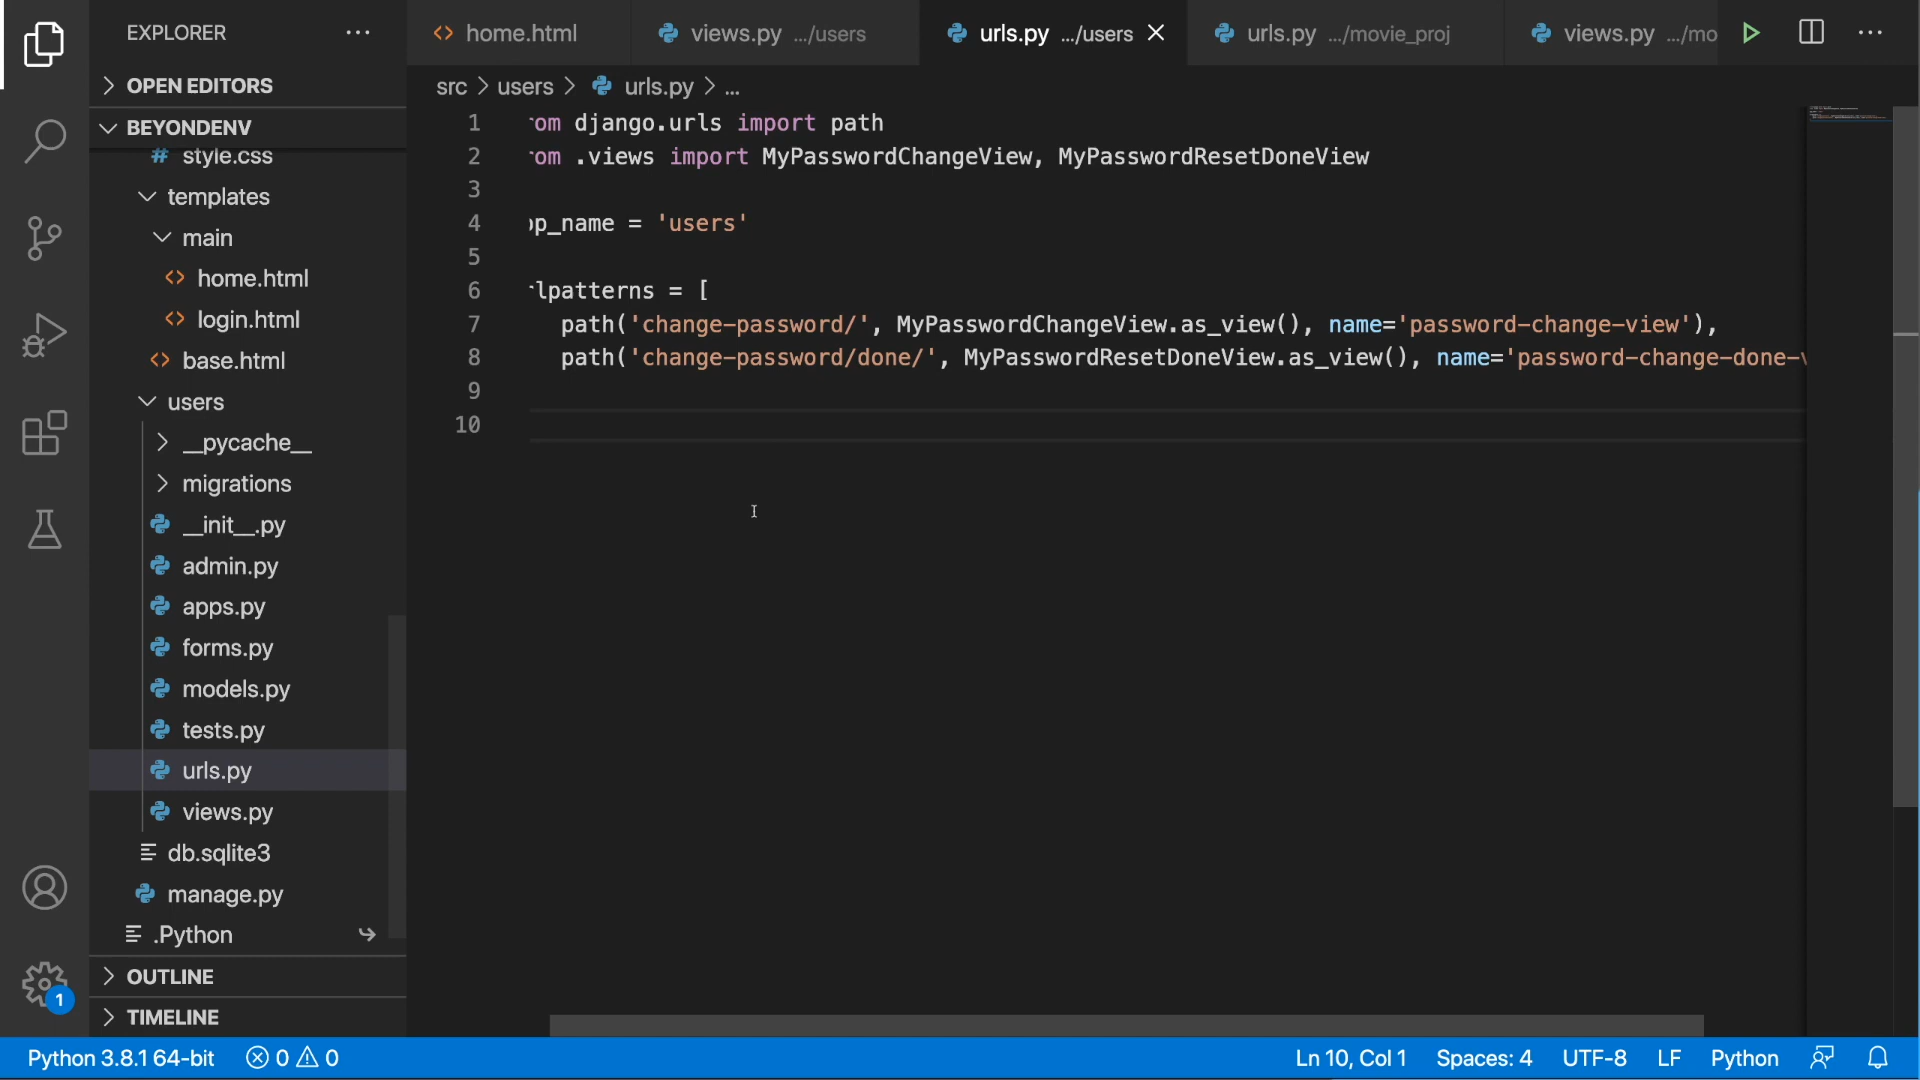 EXPLORER
OPEN EDITORS
BEYONDENV
style.css
templates
main
home.html
login.html
base.html
users
__pycache__
migrations
__init__.py
admin.py
apps.py
forms.py
models.py
tests.py
urls.py
views.py
db.sqlite3
manage.py
.Python
OUTLINE
TIMELINE
home.html
views.py .../users
urls.py .../users
urls.py .../movie_proj
views.py .../mo
src > users > urls.py > ...
1 om django.urls import path
2 om .views import MyPasswordChangeView, MyPasswordResetDoneView
3
4 p_name = 'users'
5
6 lpatterns = [
7 path('change-password/', MyPasswordChangeView.as_view(), name='password-change-view'),
8 path('change-password/done/', MyPasswordResetDoneView.as_view(), name='password-change-done-v
9
10
1
Python 3.8.1 64-bit 0 0 Ln 10, Col 1 Spaces: 4 UTF-8 LF Python